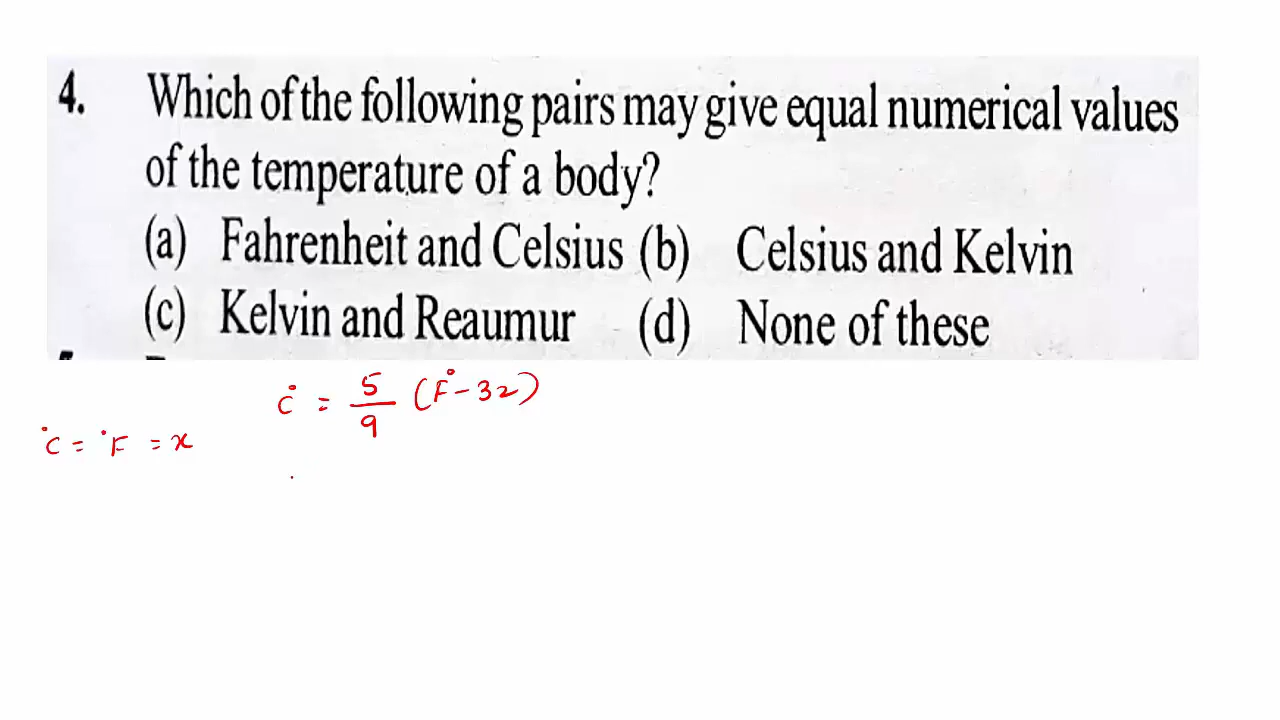 4. Which of the following pairs may give equal numerical values
of the temperature of a body?
(a) Fahrenheit and Celsius (b) Celsius and Kelvin
(c) Kelvin and Reaumur (d) None of these
C° = 5/9 (F° - 32)
°C = °F = x